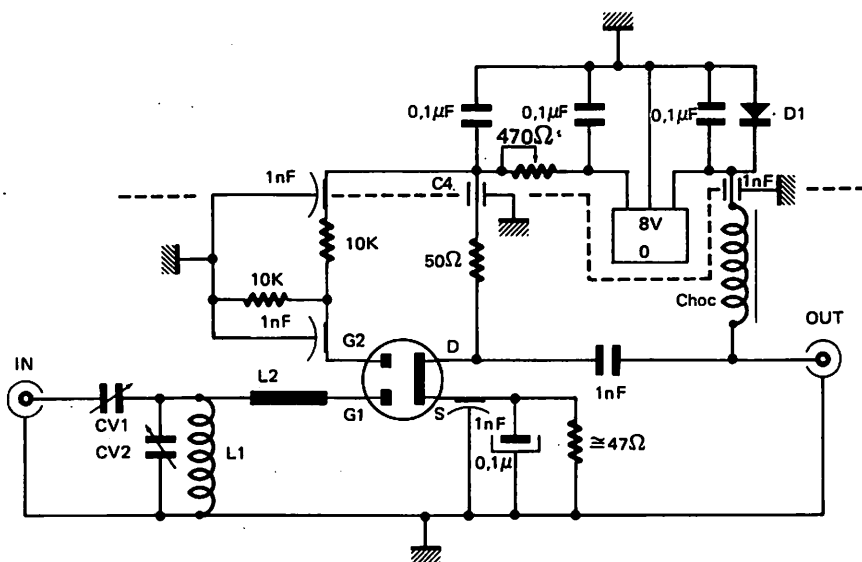 0,1µF
0,1µF
0,1µF
D1
470Ω
1nF
C4.
1nF
8V
0
10K
50Ω
Choc
10K
1nF
OUT
G2
D
IN
L2
1nF
G1
S
CV1
1nF
CV2
L1
0,1µ
≅47Ω